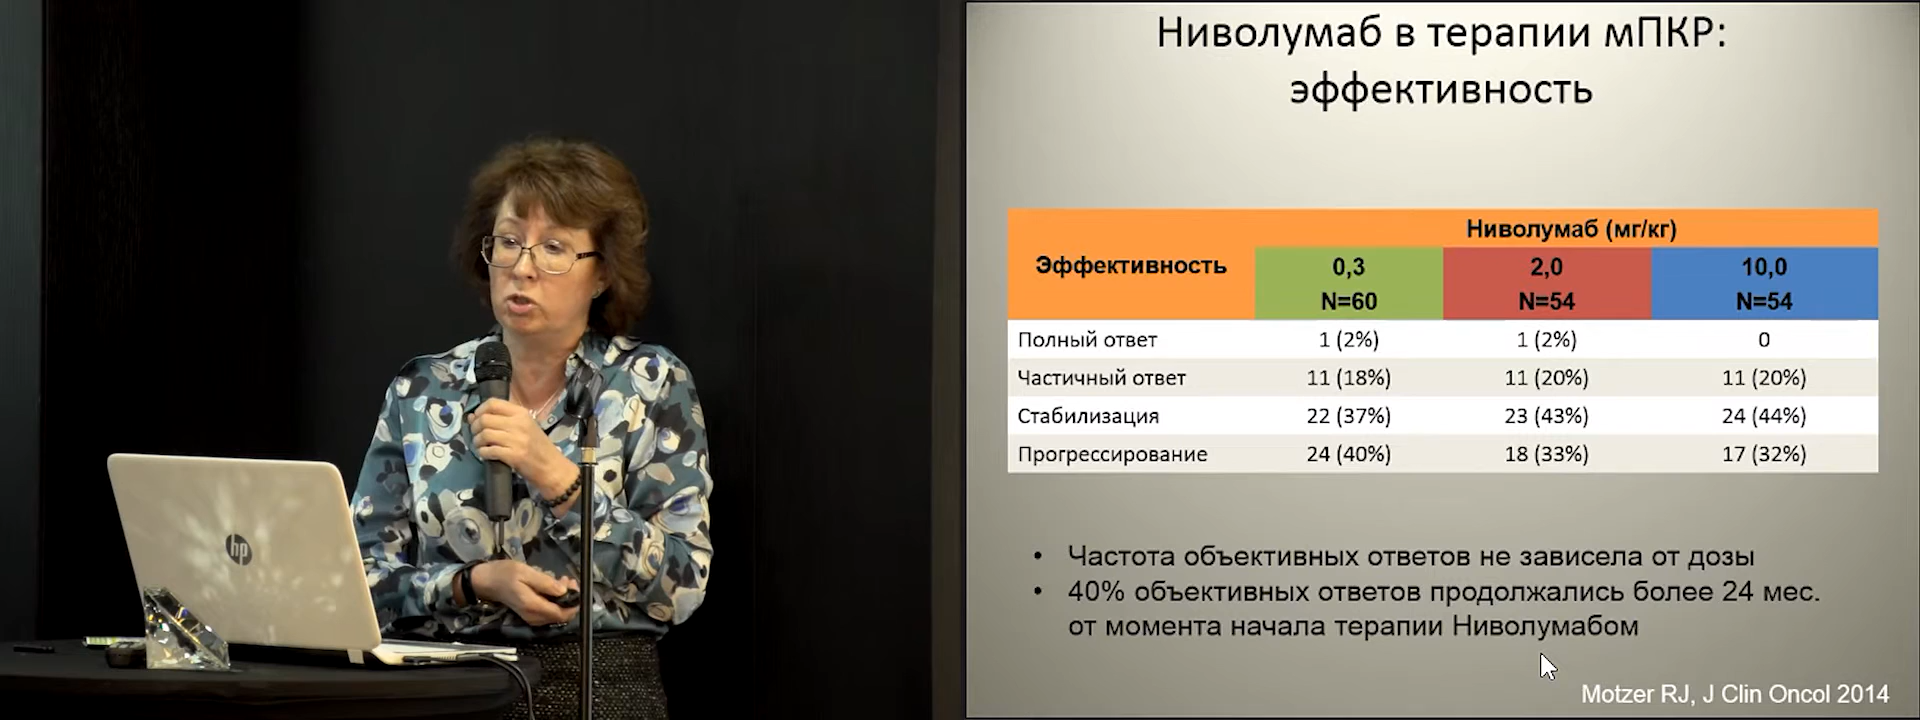 Ниволумаб в терапии мПКР:
эффективность
Ниволумаб (мг/кг)
Эффективность
0,3 2,0 10,0
N=60 N=54 N=54
Полный ответ 1 (2%) 1 (2%) 0
Частичный ответ 11 (18%) 11 (20%) 11 (20%)
Стабилизация 22 (37%) 23 (43%) 24 (44%)
Прогрессирование 24 (40%) 18 (33%) 17 (32%)
• Частота объективных ответов не зависела от дозы
• 40% объективных ответов продолжались более 24 мес.
от момента начала терапии Ниволумабом
Motzer RJ, J Clin Oncol 2014
hp